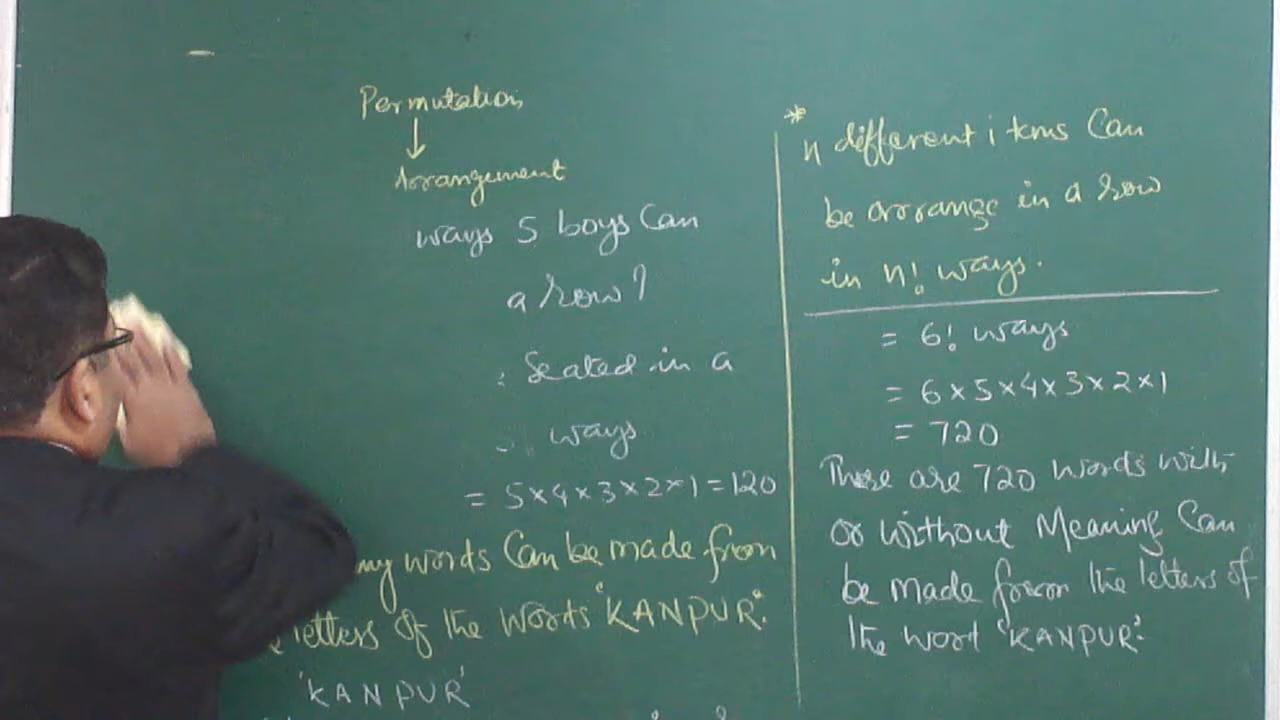 Permutation
Arrangement
ways 5 boys Can
a row?
Seated in a
ways
= 5×4×3×2×1=120
words Can be made from
letters of the words "KANPUR".
'KANPUR'
*
n different items Can
be arrange in a row
in n! ways.
= 6! ways
= 6×5×4×3×2×1
= 720
There are 720 words with
or without Meaning Can
be made from the letters of
the word "KANPUR".